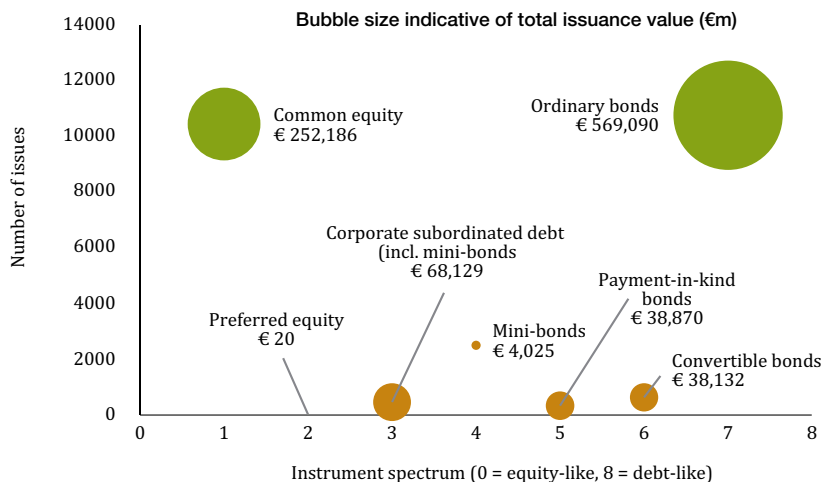 Bubble size indicative of total issuance value (€m)
14000
12000
10000
8000
6000
4000
2000
0
Number of issues
Common equity
€ 252,186
Ordinary bonds
€ 569,090
Corporate subordinated debt
(incl. mini-bonds
€ 68,129
Payment-in-kind
bonds
€ 38,870
Preferred equity
€ 20
Mini-bonds
€ 4,025
Convertible bonds
€ 38,132
0 1 2 3 4 5 6 7 8
Instrument spectrum (0 = equity-like, 8 = debt-like)